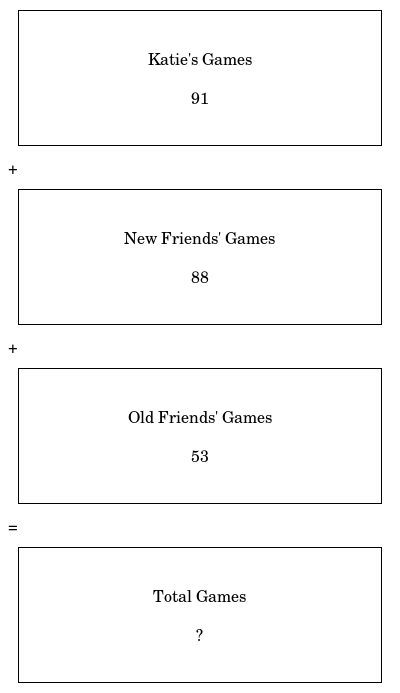 Katie's Games
91
+
New Friends' Games
88
+
Old Friends' Games
53
=
Total Games
?